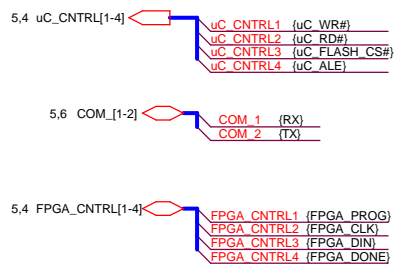 5,4 uC_CNTRL[1-4]
uC_CNTRL1 {uC_WR#}
uC_CNTRL2 {uC_RD#}
uC_CNTRL3 {uC_FLASH_CS#}
uC_CNTRL4 {uC_ALE}
5,6 COM_[1-2]
COM_1 {RX}
COM_2 {TX}
5,4 FPGA_CNTRL[1-4]
FPGA_CNTRL1 {FPGA_PROG}
FPGA_CNTRL2 {FPGA_CLK}
FPGA_CNTRL3 {FPGA_DIN}
FPGA_CNTRL4 {FPGA_DONE}